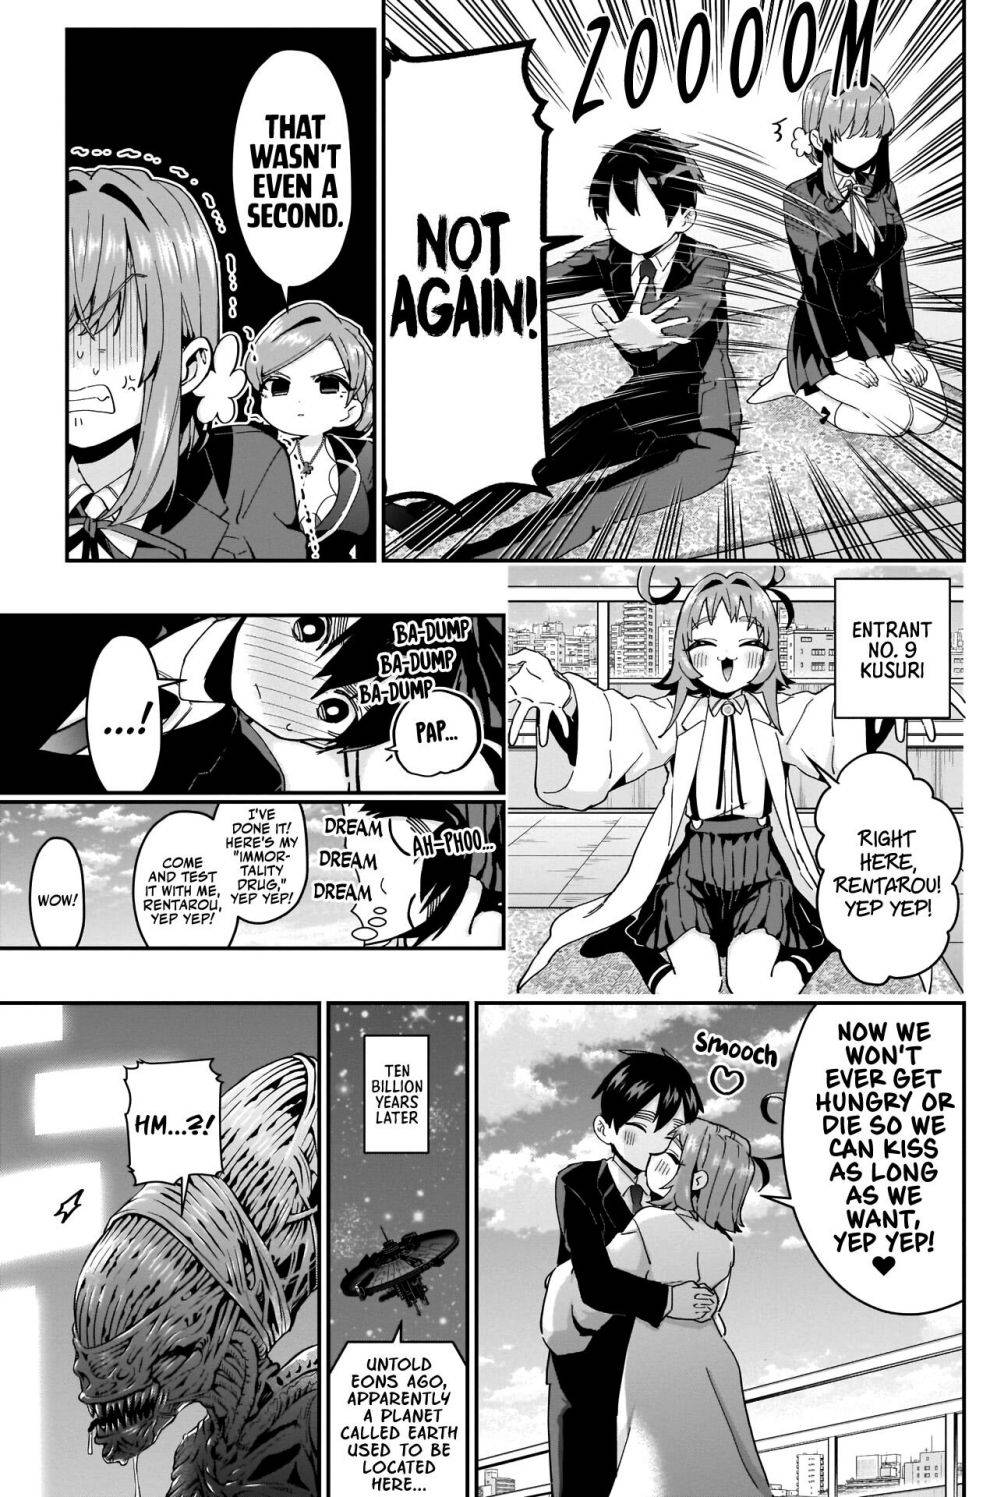 ZOOOOM
NOT
AGAIN!
THAT
WASN'T
EVEN A
SECOND.
ENTRANT
NO. 9
KUSURI
RIGHT
HERE,
RENTAROU!
YEP YEP!
BA-DUMP
BA-DUMP
BA-DUMP
PAP...
....!
AH-PHOO...
DREAM
DREAM
DREAM
I'VE
DONE IT!
HERE'S MY
"IMMOR-
TALITY
DRUG,"
YEP YEP!
COME
AND TEST
IT WITH ME,
RENTAROU,
YEP YEP!
WOW!
NOW WE
WON'T
EVER GET
HUNGRY OR
DIE SO WE
CAN KISS
AS LONG
AS WE
WANT,
YEP YEP!
♥
Smooch
♡
TEN
BILLION
YEARS
LATER
UNTOLD
EONS AGO,
APPARENTLY
A PLANET
CALLED EARTH
USED TO BE
LOCATED
HERE...
HM...?!